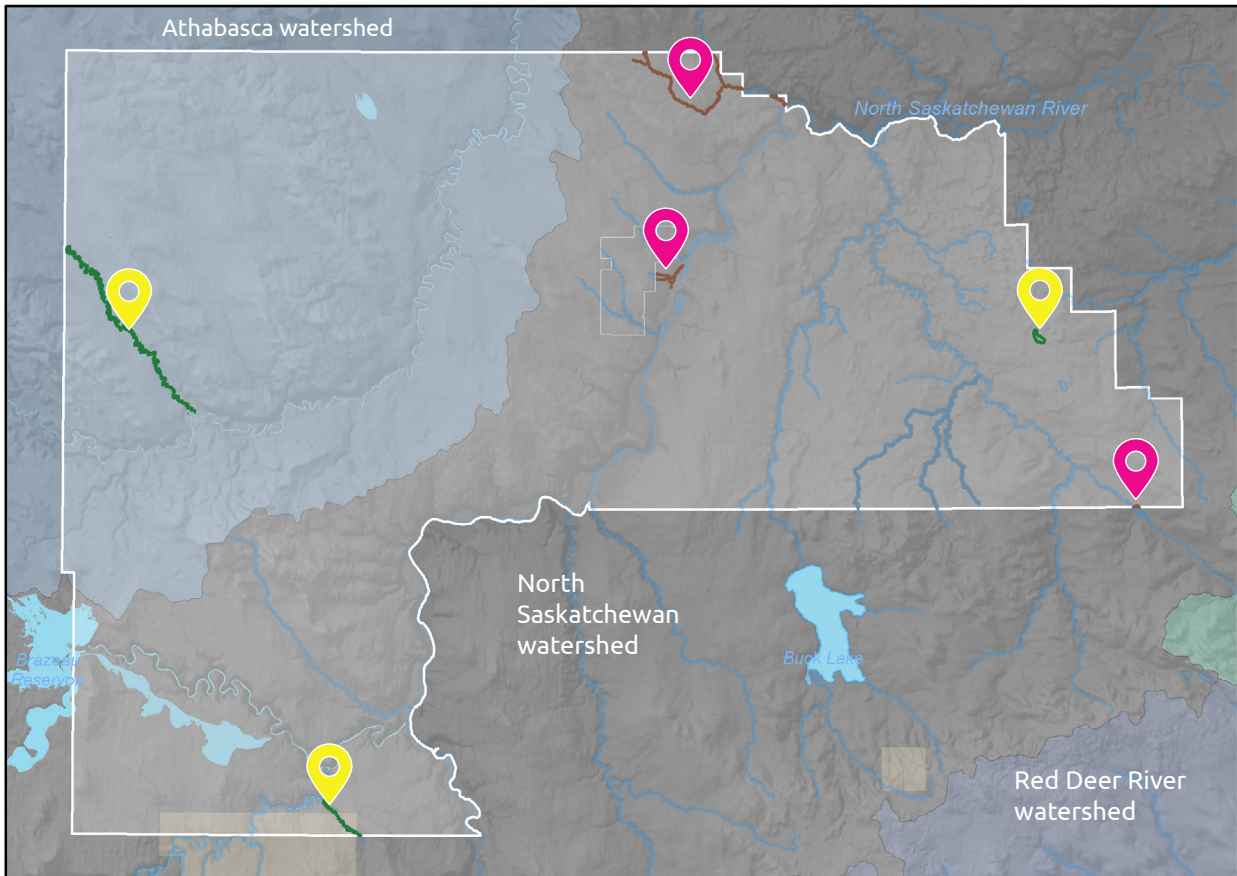 Athabasca watershed
North Saskatchewan River
North
Saskatchewan
watershed
Brazeau
Reservoir
Buck Lake
Red Deer River
watershed